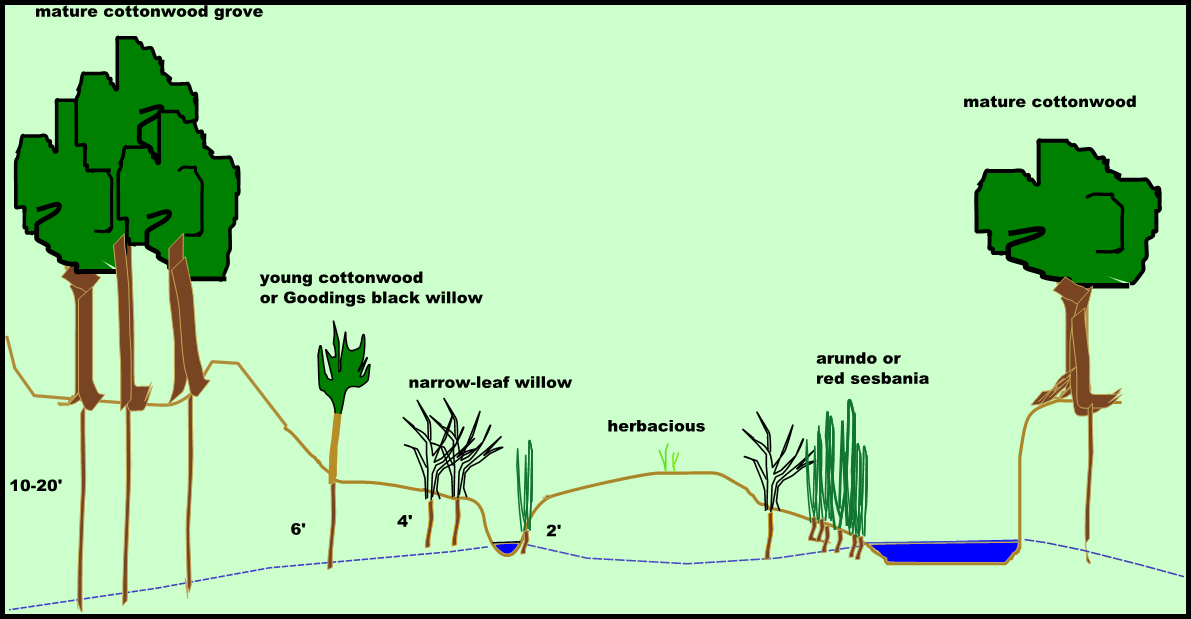 mature cottonwood grove
mature cottonwood
young cottonwood
or Goodings black willow
arundo or
red sesbania
narrow-leaf willow
herbacious
10-20'
6'
4'
2'